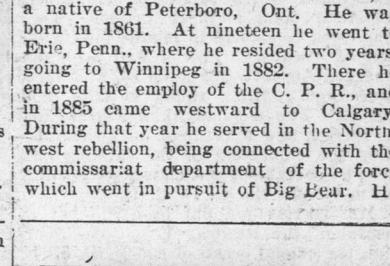 a native of Peterboro, Ont. He wa
born in 1861. At nineteen he went t
Erie, Penn., where he resided two years
going to Winnipeg in 1882. There h
entered the employ of the C. P. R., and
in 1885 came westward to Calgary
During that year he served in the North
west rebellion, being connected with the
commissariat department of the forc
which went in pursuit of Big Bear. H